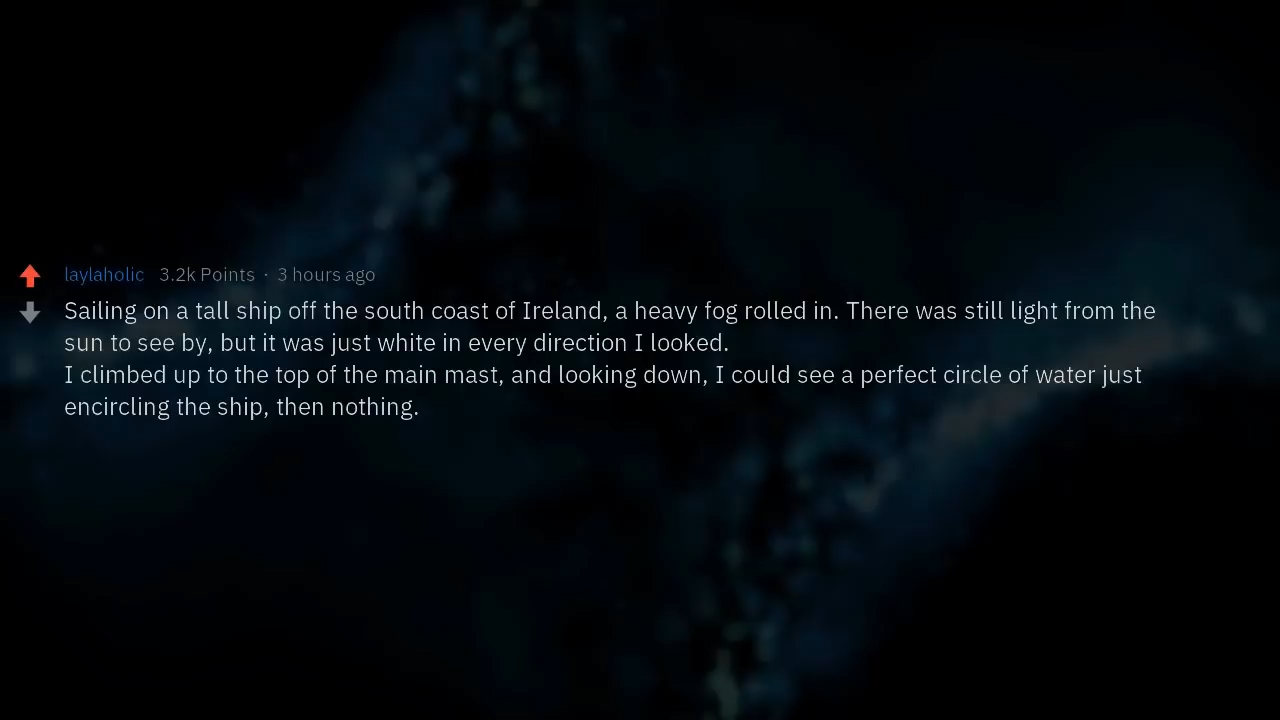 laylaholic 3.2k Points · 3 hours ago
Sailing on a tall ship off the south coast of Ireland, a heavy fog rolled in. There was still light from the
sun to see by, but it was just white in every direction I looked.
I climbed up to the top of the main mast, and looking down, I could see a perfect circle of water just
encircling the ship, then nothing.